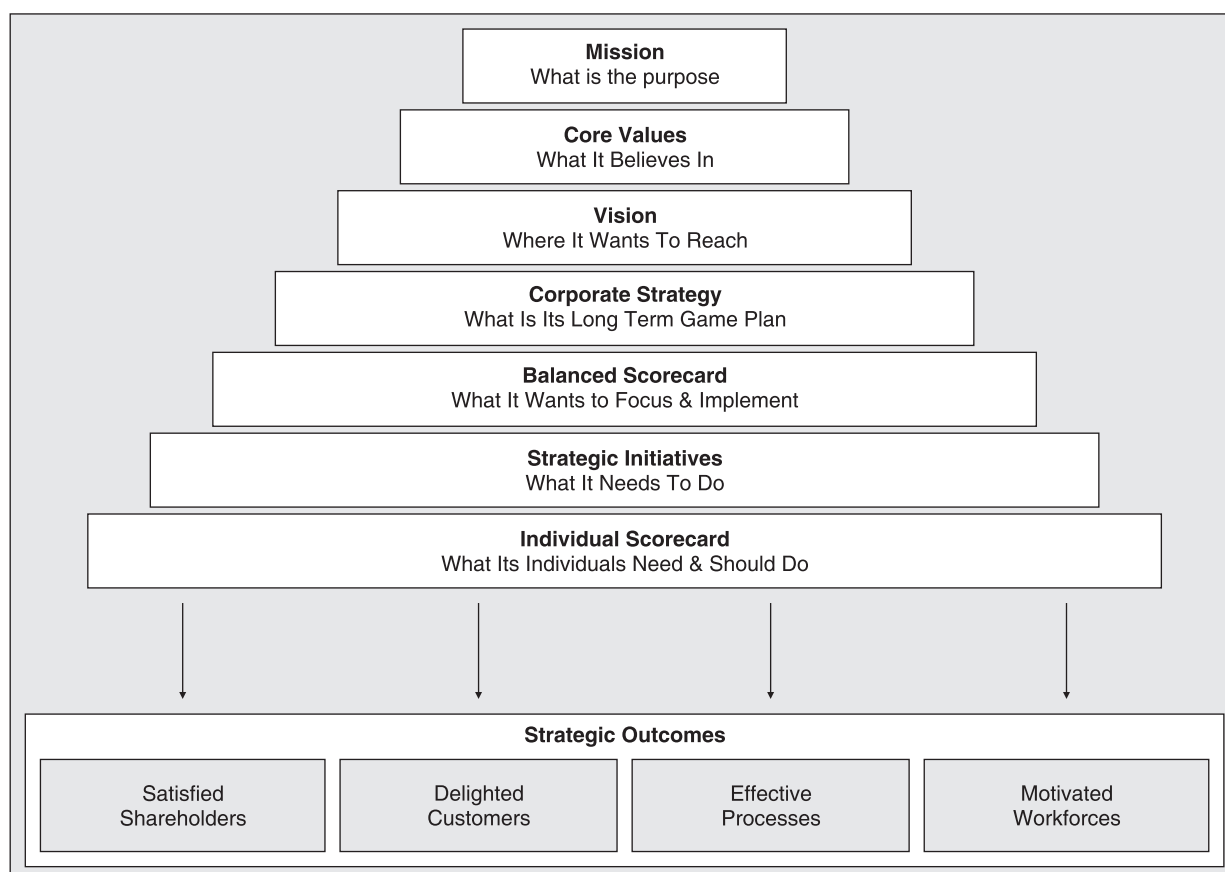 Mission
What is the purpose
Core Values
What It Believes In
Vision
Where It Wants To Reach
Corporate Strategy
What Is Its Long Term Game Plan
Balanced Scorecard
What It Wants to Focus & Implement
Strategic Initiatives
What It Needs To Do
Individual Scorecard
What Its Individuals Need & Should Do
Strategic Outcomes
Satisfied
Shareholders
Delighted
Customers
Effective
Processes
Motivated
Workforces